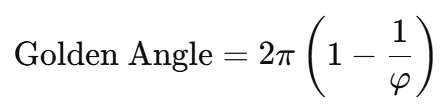 Golden Angle = 2π(1 − 1/φ)